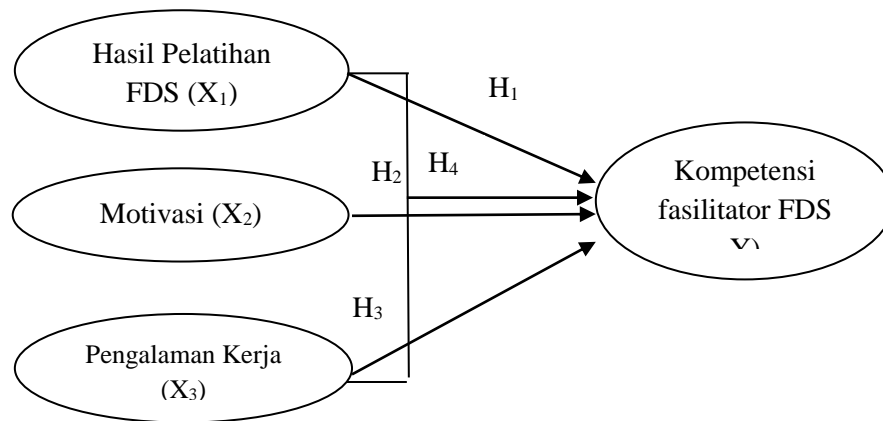 Hasil Pelatihan
FDS (X₁)
H₁
H₂
H₄
Motivasi (X₂)
Kompetensi
fasilitator FDS
Y)
H₃
Pengalaman Kerja
(X₃)